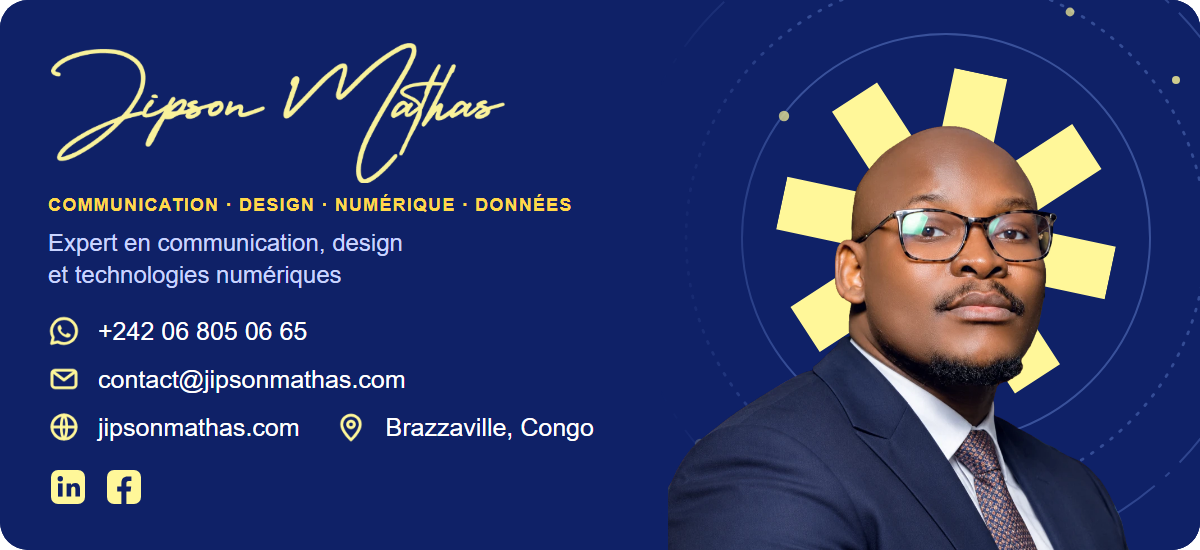 Jipson Mathas
COMMUNICATION · DESIGN · NUMÉRIQUE · DONNÉES
Expert en communication, design
et technologies numériques
+242 06 805 06 65
contact@jipsonmathas.com
jipsonmathas.com Brazzaville, Congo
in f